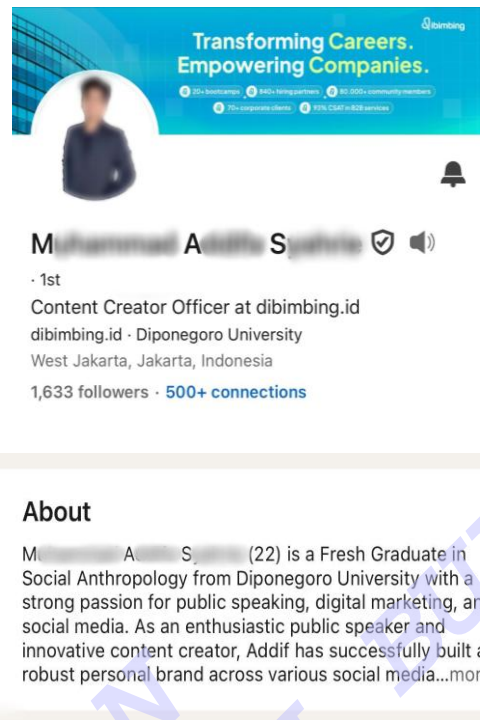 dibimbing
Transforming Careers.
Empowering Companies.
20+ bootcamps 840+ hiring partners 80.000+ community members
70+ corporate clients 93% CSAT in B2B services
M A S
· 1st
Content Creator Officer at dibimbing.id
dibimbing.id · Diponegoro University
West Jakarta, Jakarta, Indonesia
1,633 followers · 500+ connections
About
M A S (22) is a Fresh Graduate in
Social Anthropology from Diponegoro University with a
strong passion for public speaking, digital marketing, an
social media. As an enthusiastic public speaker and
innovative content creator, Addif has successfully built a
robust personal brand across various social media...mor